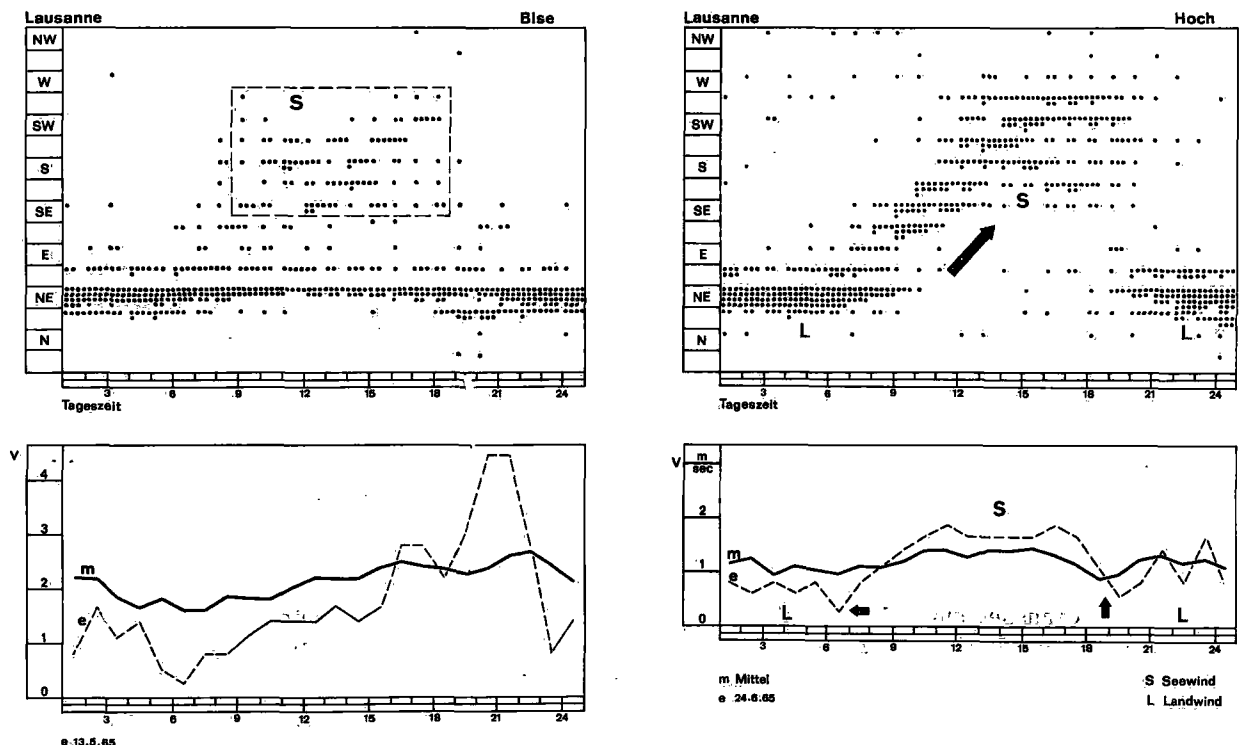 Lausanne Bise
NW
W
SW
S
SE
E
NE
N
S
3 6 9 12 15 18 21 24
Tageszeit
Lausanne Hoch
NW
W
SW
S
SE
E
NE
N
S
L L
3 6 9 12 15 18 21 24
Tageszeit
V
4
3
2
1
0
m
e
3 6 9 12 15 18 21 24
e 13.5.65
V m
sec
2
1
0
m
e
S
L L
3 6 9 12 15 18 21 24
m Mittel
e 24.6.65
S Seewind
L Landwind